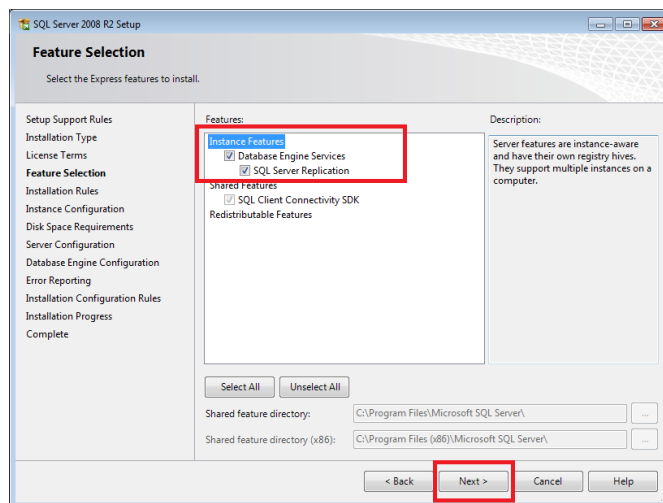 SQL Server 2008 R2 Setup
Feature Selection
Select the Express features to install.
Setup Support Rules
Installation Type
License Terms
Feature Selection
Installation Rules
Instance Configuration
Disk Space Requirements
Server Configuration
Database Engine Configuration
Error Reporting
Installation Configuration Rules
Installation Progress
Complete
Features:
Instance Features
Database Engine Services
SQL Server Replication
Shared Features
SQL Client Connectivity SDK
Redistributable Features
Description:
Server features are instance-aware
and have their own registry hives.
They support multiple instances on a
computer.
Select All
Unselect All
Shared feature directory:
C:\Program Files\Microsoft SQL Server\
...
Shared feature directory (x86):
C:\Program Files (x86)\Microsoft SQL Server\
...
< Back
Next >
Cancel
Help